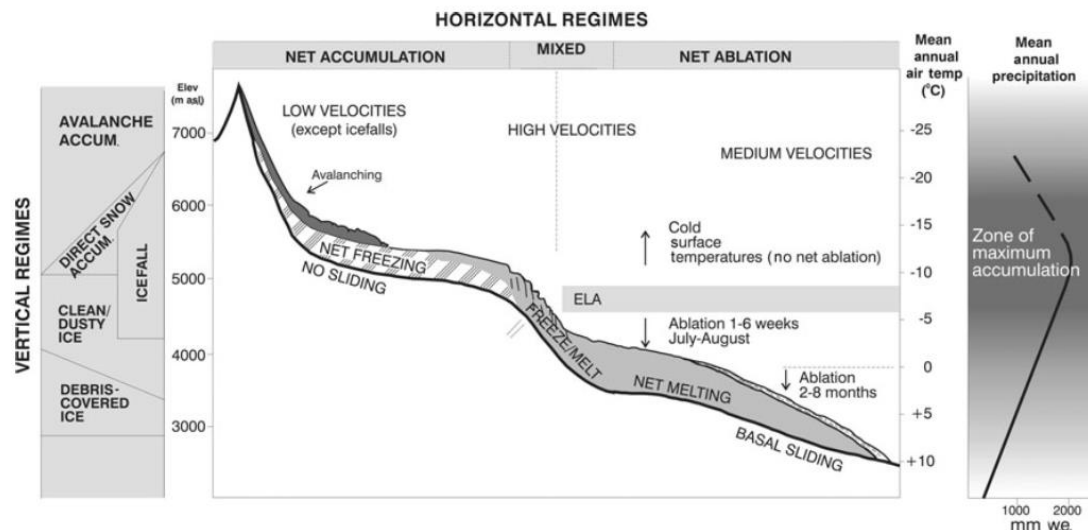 HORIZONTAL REGIMES
NET ACCUMULATION
MIXED
NET ABLATION
Mean
annual
air temp
(°C)
Mean
annual
precipitation
VERTICAL REGIMES
AVALANCHE
ACCUM.
DIRECT SNOW
ACCUM.
ICEFALL
CLEAN/
DUSTY
ICE
DEBRIS-
COVERED
ICE
Elev
(m asl)
7000
6000
5000
4000
3000
LOW VELOCITIES
(except icefalls)
HIGH VELOCITIES
MEDIUM VELOCITIES
Avalanching
NET FREEZING
NO SLIDING
Cold
surface
temperatures (no net ablation)
ELA
Ablation 1-6 weeks
July-August
FREEZE/MELT
NET MELTING
Ablation
2-8 months
BASAL SLIDING
-25
-20
-15
-10
-5
0
+5
+10
Zone of
maximum
accumulation
1000
2000
mm we.